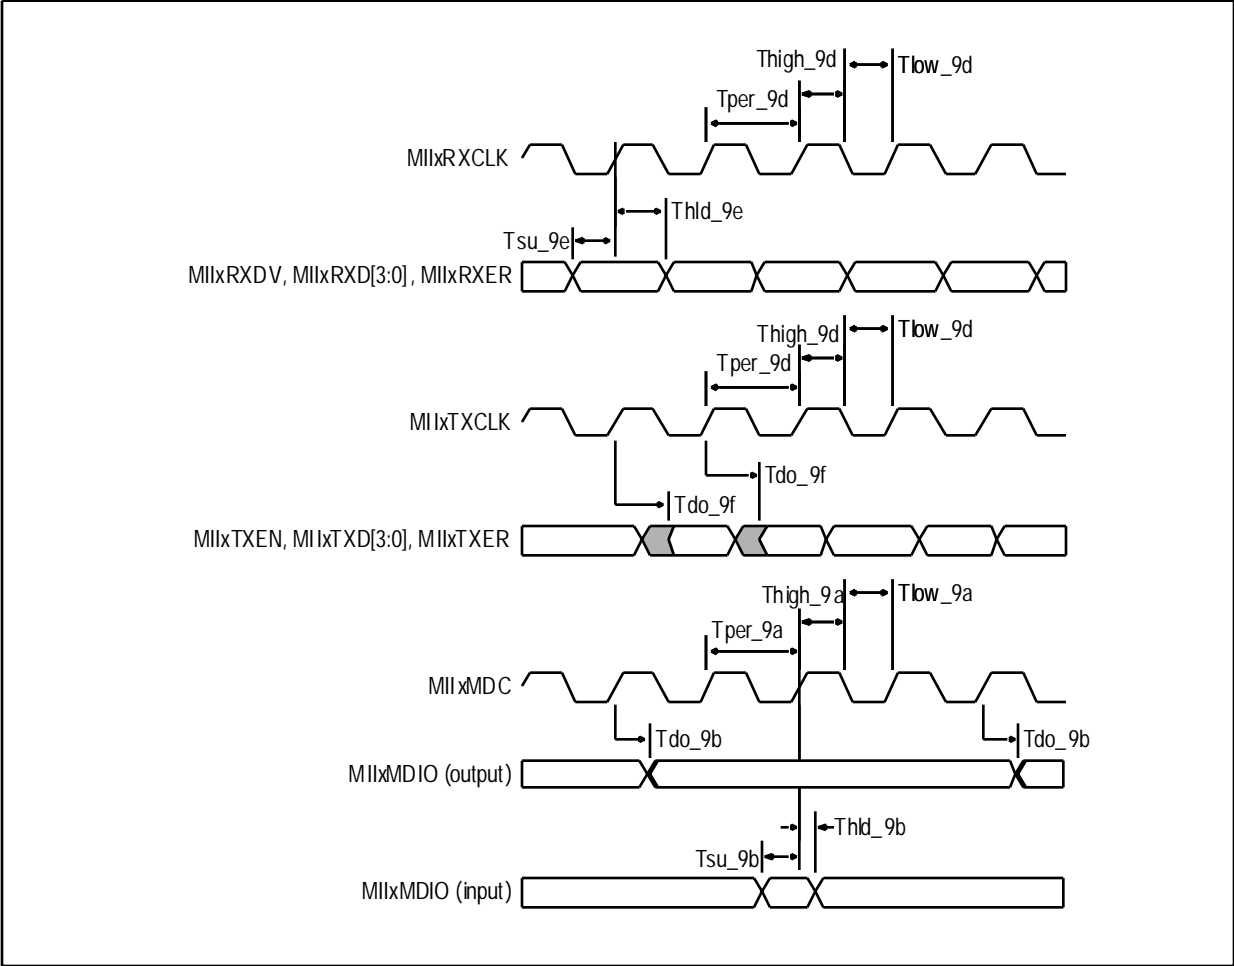 Thigh_9d
Tlow_9d
Tper_9d
MIIxRXCLK
Thld_9e
Tsu_9e
MIIxRXDV, MIIxRXD[3:0], MIIxRXER
Thigh_9d
Tlow_9d
Tper_9d
MIIxTXCLK
Tdo_9f
Tdo_9f
MIIxTXEN, MIIxTXD[3:0], MIIxTXER
Thigh_9a
Tlow_9a
Tper_9a
MIIxMDC
Tdo_9b
Tdo_9b
MIIxMDIO (output)
Thld_9b
Tsu_9b
MIIxMDIO (input)